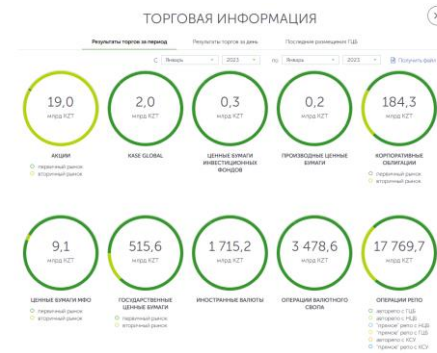 ТОРГОВАЯ ИНФОРМАЦИЯ
Результаты торгов за период Результаты торгов за день Последние размещения ГЦБ
С Январь 2023 по Январь 2023 Получить файл
19,0
млрд KZT
АКЦИИ
первичный рынок
вторичный рынок
2,0
млрд KZT
KASE GLOBAL
0,3
млрд KZT
ЦЕННЫЕ БУМАГИ
ИНВЕСТИЦИОННЫХ
ФОНДОВ
0,2
млрд KZT
ПРОИЗВОДНЫЕ ЦЕННЫЕ
БУМАГИ
184,3
млрд KZT
КОРПОРАТИВНЫЕ
ОБЛИГАЦИИ
первичный рынок
вторичный рынок
9,1
млрд KZT
ЦЕННЫЕ БУМАГИ МФО
первичный рынок
вторичный рынок
515,6
млрд KZT
ГОСУДАРСТВЕННЫЕ
ЦЕННЫЕ БУМАГИ
первичный рынок
вторичный рынок
1 715,2
млрд KZT
ИНОСТРАННЫЕ ВАЛЮТЫ
3 478,6
млрд KZT
ОПЕРАЦИИ ВАЛЮТНОГО
СВОПА
17 769,7
млрд KZT
ОПЕРАЦИИ РЕПО
авторепо с ГЦБ
авторепо с НЦБ
"прямое" репо с НЦБ
"прямое" репо с ГЦБ
авторепо с КСУ
"прямое" репо с КСУ